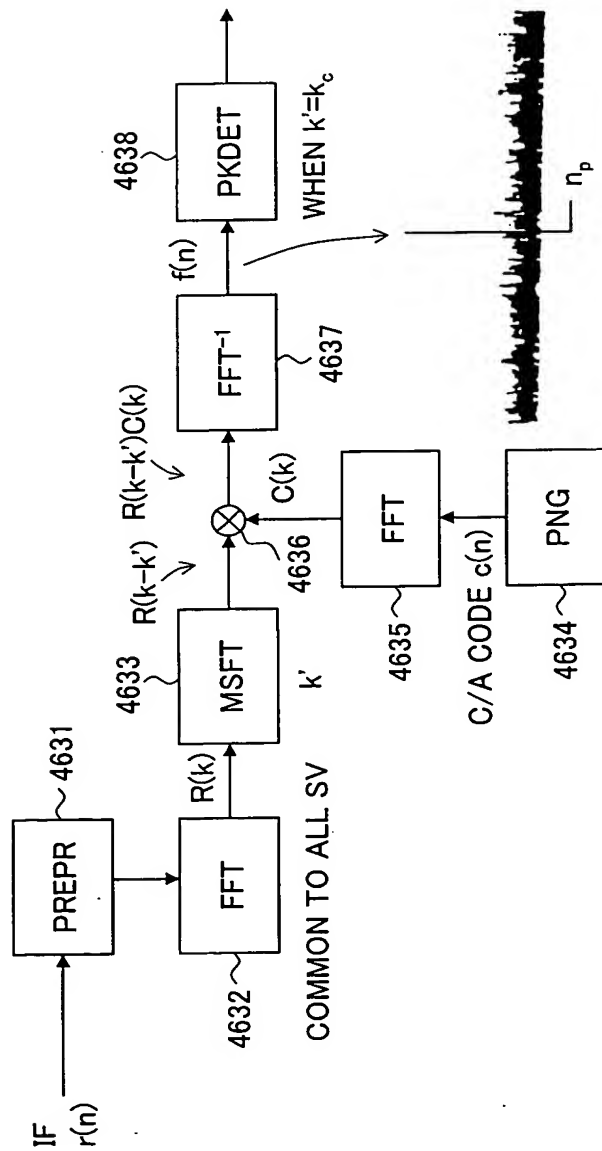 IF
r(n)
PREPR
4631
FFT
4632
COMMON TO ALL SV
R(k)
MSFT
4633
k'
R(k-k')
4636
R(k-k')C(k)
C(k)
FFT
4635
C/A CODE c(n)
PNG
4634
FFT-1
4637
f(n)
PKDET
4638
WHEN k'=kc
np